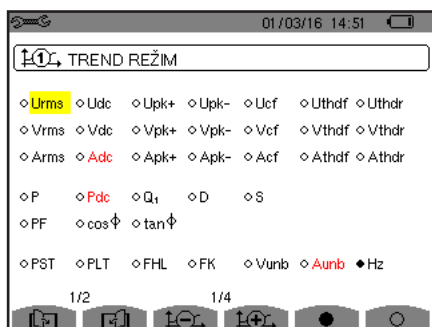 01/03/16 14:51
1 TREND REŽIM
Urms Udc Upk+ Upk- Ucf Uthdf Uthdr
Vrms Vdc Vpk+ Vpk- Vcf Vthdf Vthdr
Arms Adc Apk+ Apk- Acf Athdf Athdr
P Pdc Q₁ D S
PF cosΦ tanΦ
PST PLT FHL FK Vunb Aunb Hz
1/2 1/4